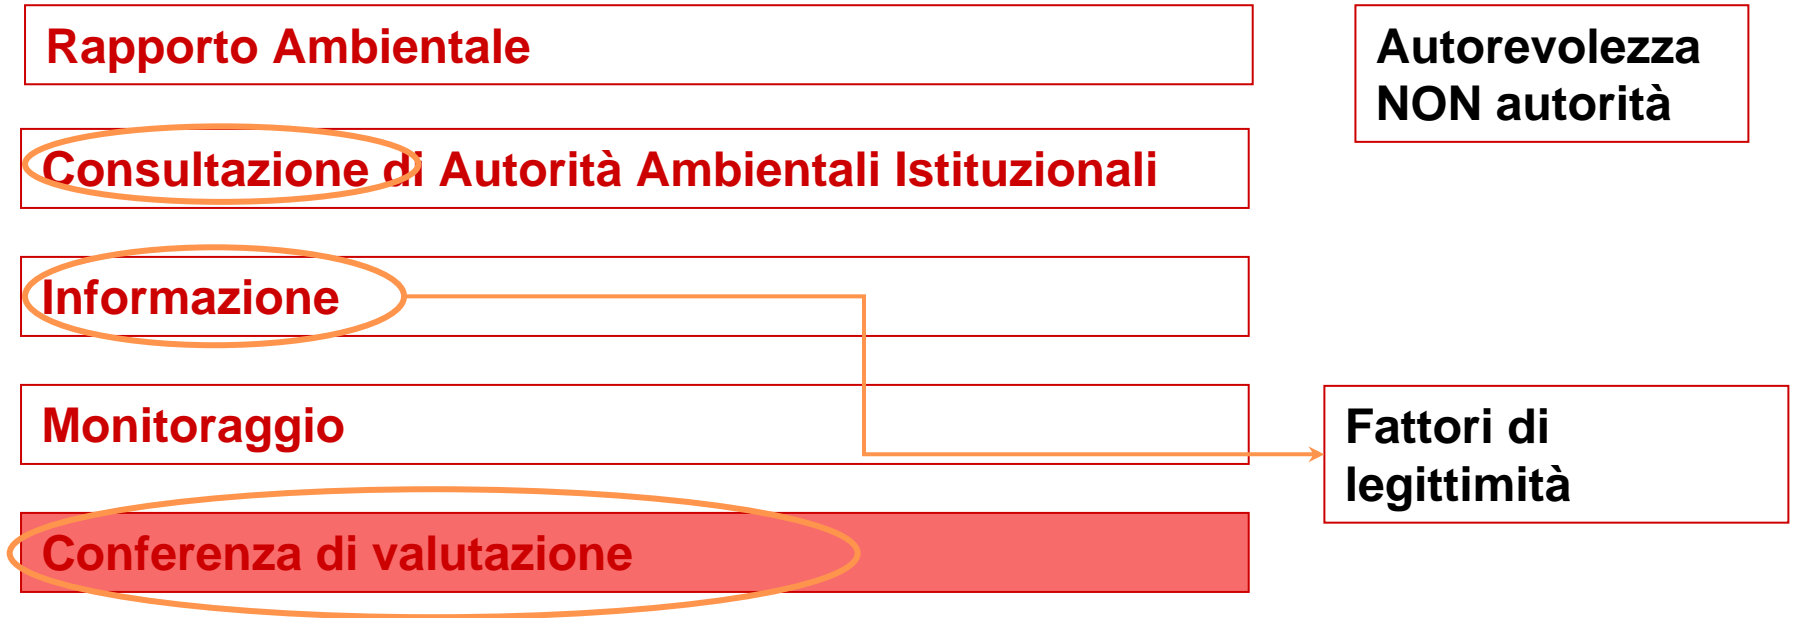 Rapporto Ambientale
Autorevolezza
NON autorità
Consultazione di Autorità Ambientali Istituzionali
Informazione
Monitoraggio
Fattori di
legittimità
Conferenza di valutazione